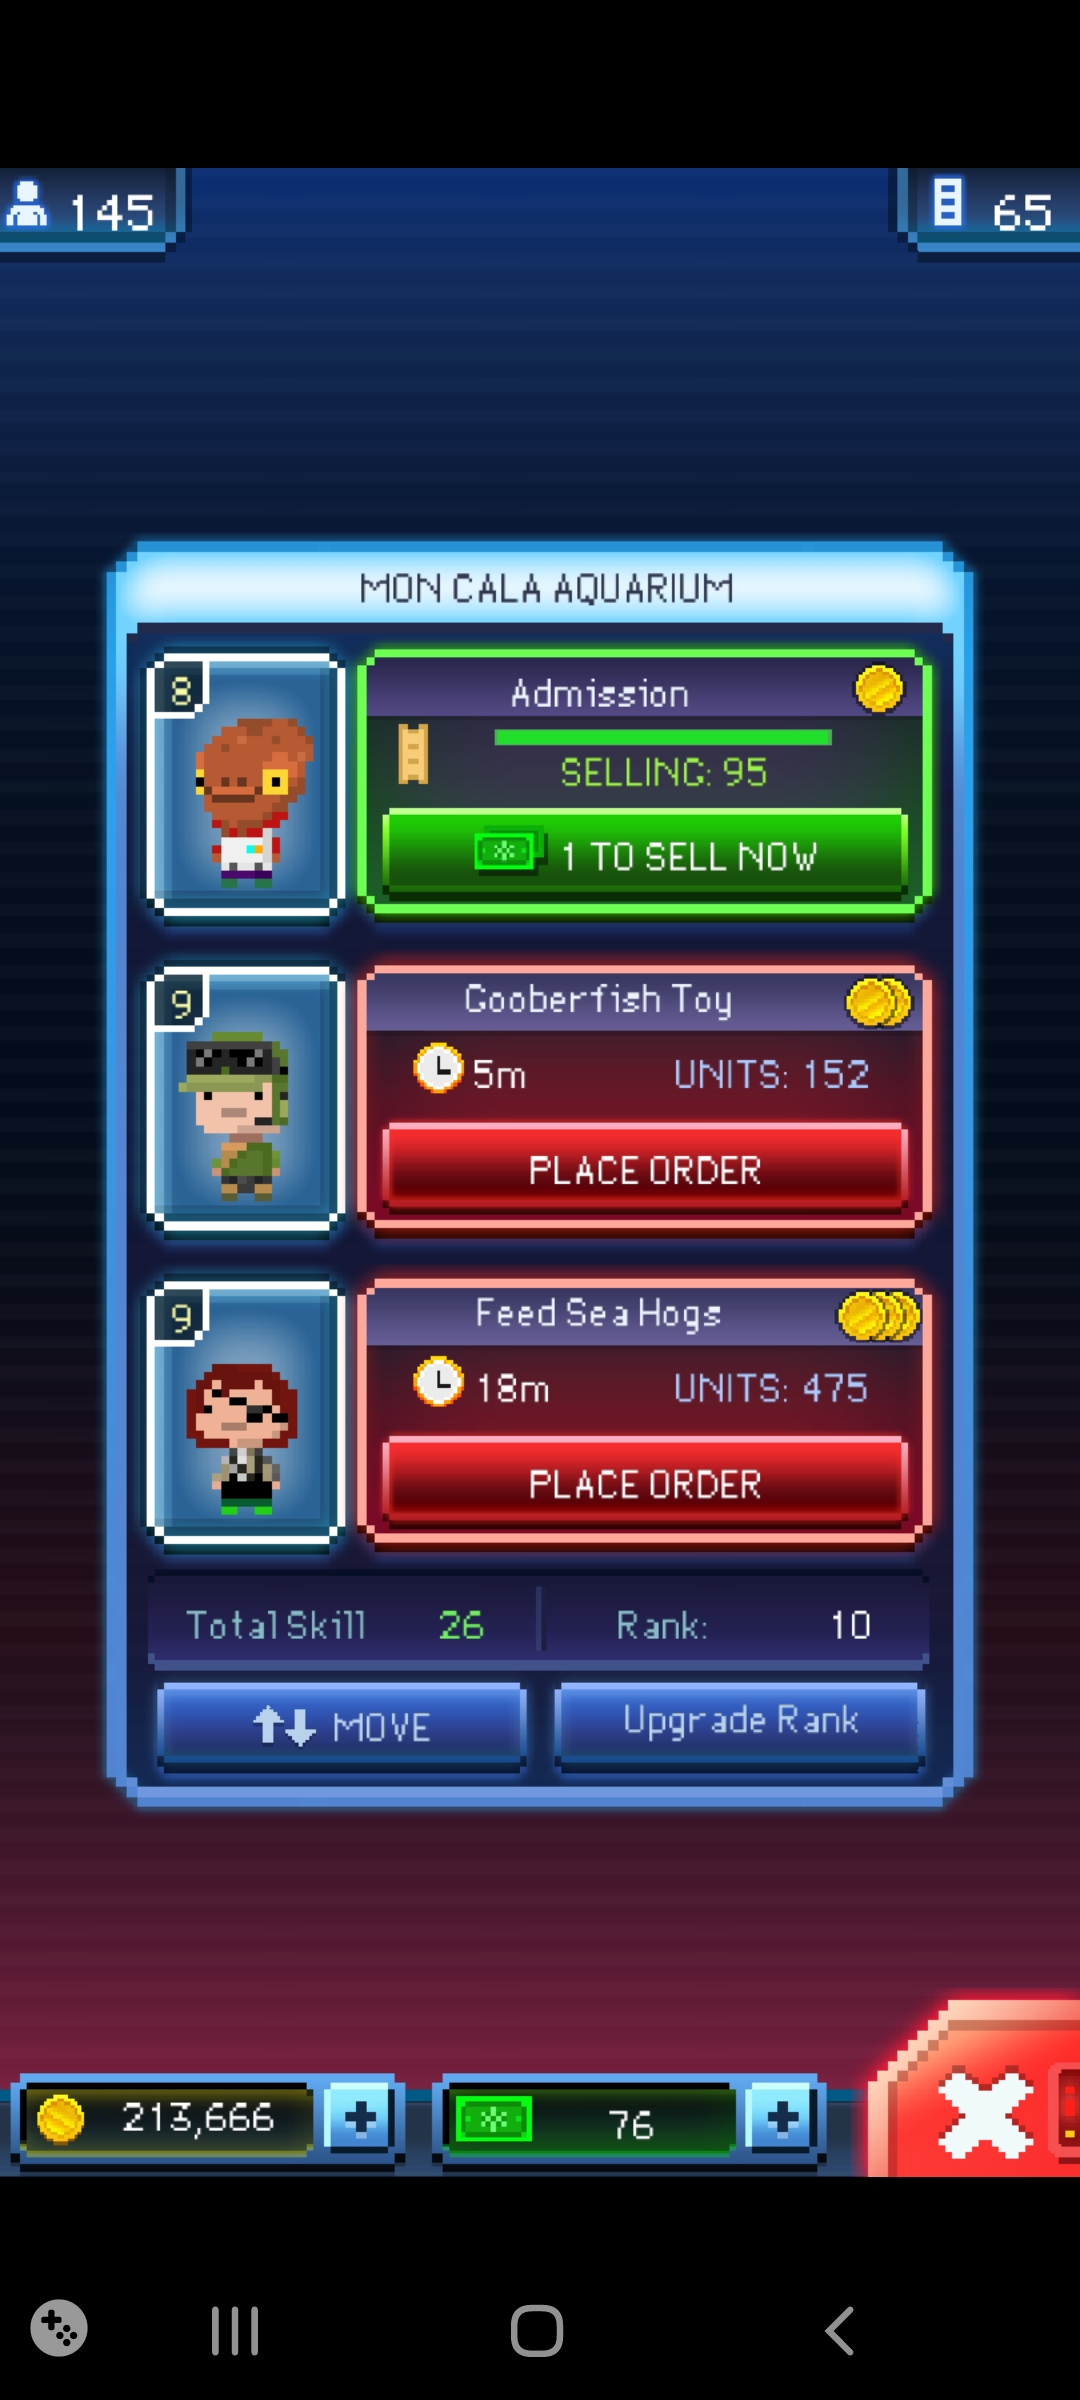 145
65
MON CALA AQUARIUM
8
Admission
SELLING: 95
1 TO SELL NOW
9
Gooberfish Toy
5m
UNITS: 152
PLACE ORDER
9
Feed Sea Hogs
18m
UNITS: 475
PLACE ORDER
Total Skill 26
Rank: 10
MOVE
Upgrade Rank
213,666
76